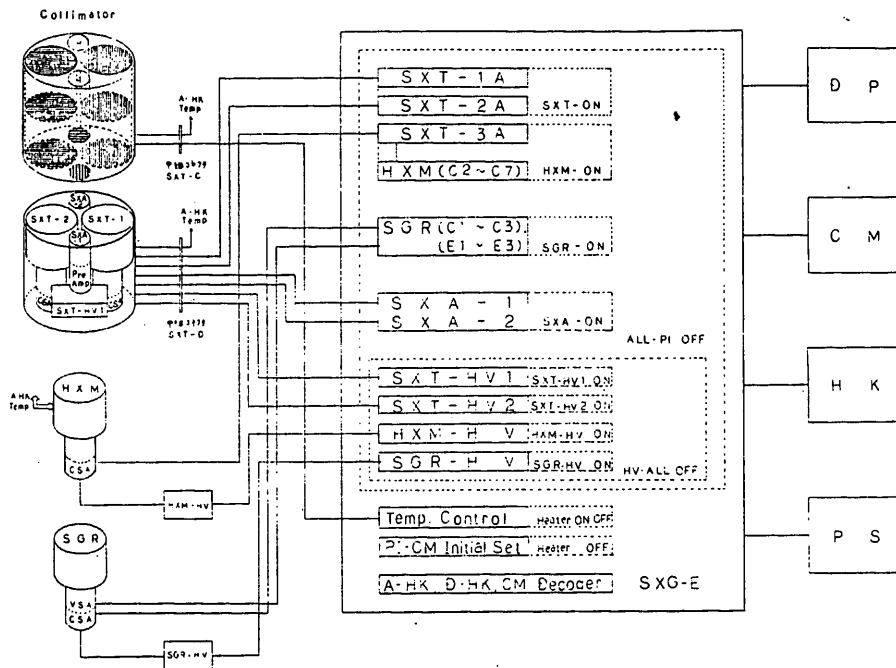 Collimator
A-HK
Temp
SXT-C
SXA
2
SXT-2
SXT-1
SXA
1
A-HK
Temp
Pre
Amp
CSA
SXT-HV1
CSA
HXM
A-HK
Temp
CSA
HXM-HV
SGR
VSA
CSA
SGR-HV
SXT-1A
SXT-2A SXT-ON
SXT-3A
HXM(C2~C7) HXM-ON
SGR(C1~C3),
(E1~E3) SGR-ON
SXA-1
SXA-2 SXA-ON
ALL-PI OFF
SXT-HV1 SXT-HV1 ON
SXT-HV2 SXT-HV2 ON
HXM-HV HXM-HV ON
SGR-HV SGR-HV ON
HV-ALL OFF
Temp. Control Heater ON OFF
PI-CM Initial Set Heater OFF
A-HK, D-HK, CM Decoder SXG-E
DP
CM
HK
PS